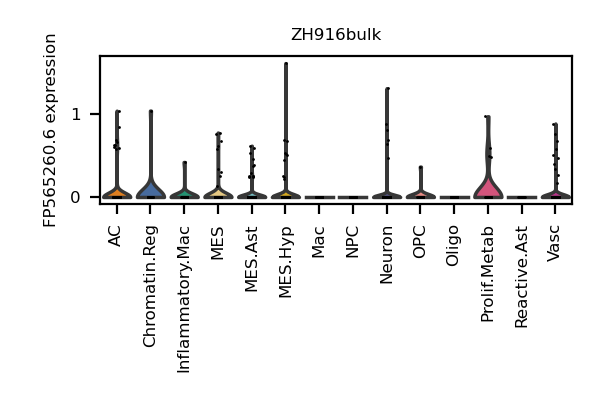 ZH916bulk
FP565260.6 expression
1
0
AC
Chromatin.Reg
Inflammatory.Mac
MES
MES.Ast
MES.Hyp
Mac
NPC
Neuron
OPC
Oligo
Prolif.Metab
Reactive.Ast
Vasc